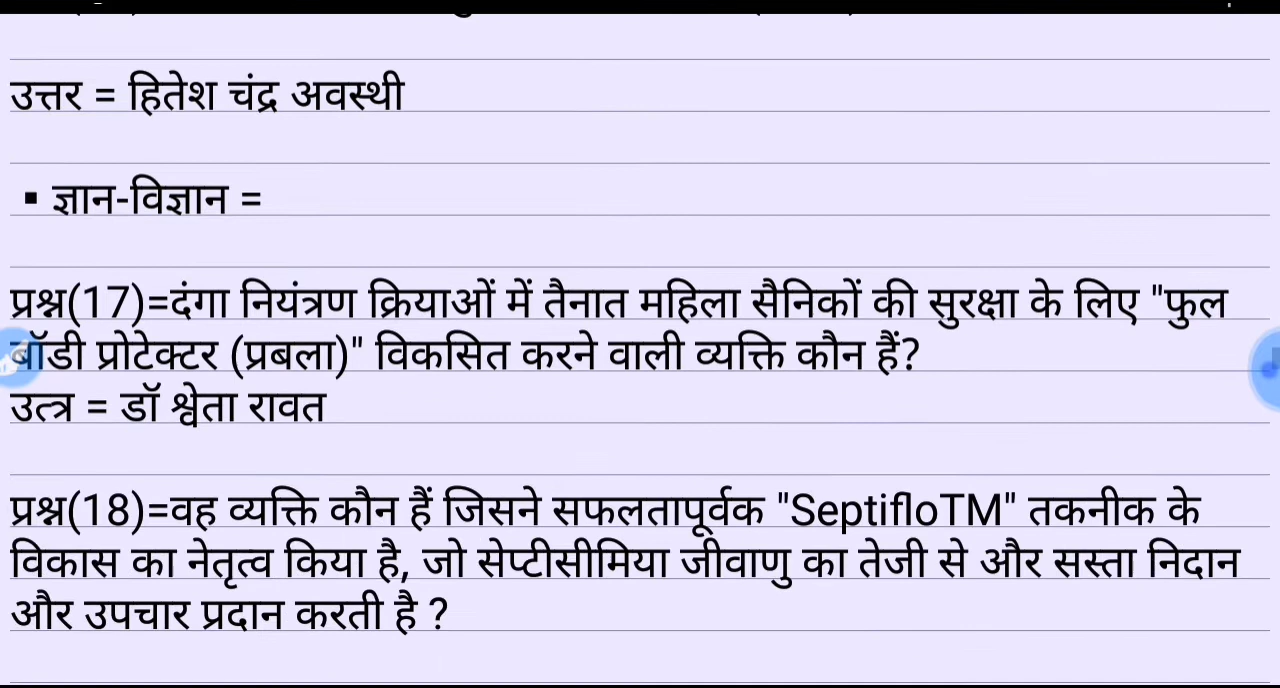 उत्तर = हितेश चंद्र अवस्थी
▪ ज्ञान-विज्ञान =
प्रश्न(17)=दंगा नियंत्रण क्रियाओं में तैनात महिला सैनिकों की सुरक्षा के लिए "फुल
बॉडी प्रोटेक्टर (प्रबला)" विकसित करने वाली व्यक्ति कौन हैं?
उत्त्र = डॉ श्वेता रावत
प्रश्न(18)=वह व्यक्ति कौन हैं जिसने सफलतापूर्वक "SeptifloTM" तकनीक के
विकास का नेतृत्व किया है, जो सेप्टीसीमिया जीवाणु का तेजी से और सस्ता निदान
और उपचार प्रदान करती है ?